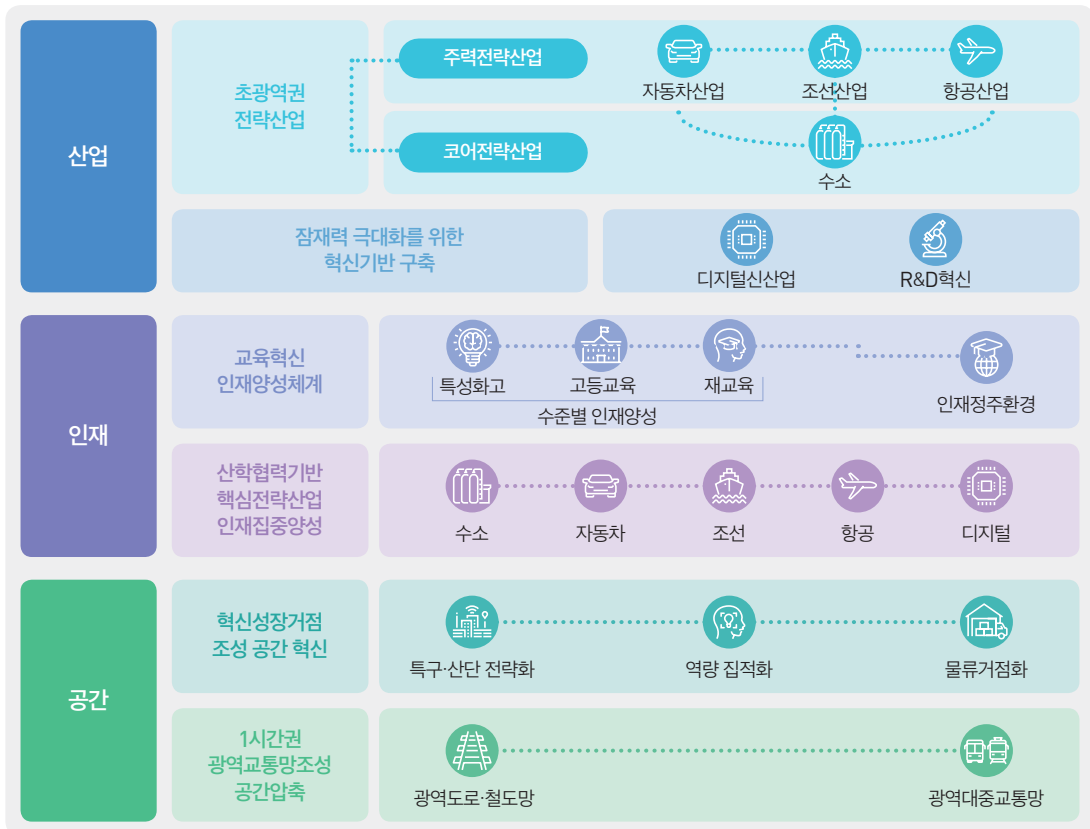 산업
초광역권
전략산업
주력전략산업
자동차산업
조선산업
항공산업
코어전략산업
수소
잠재력 극대화를 위한
혁신기반 구축
디지털신산업
R&D혁신
인재
교육혁신
인재양성체계
특성화고
고등교육
재교육
수준별 인재양성
인재정주환경
산학협력기반
핵심전략산업
인재집중양성
수소
자동차
조선
항공
디지털
공간
혁신성장거점
조성 공간 혁신
특구·산단 전략화
역량 집적화
물류거점화
1시간권
광역교통망조성
공간압축
광역도로·철도망
광역대중교통망